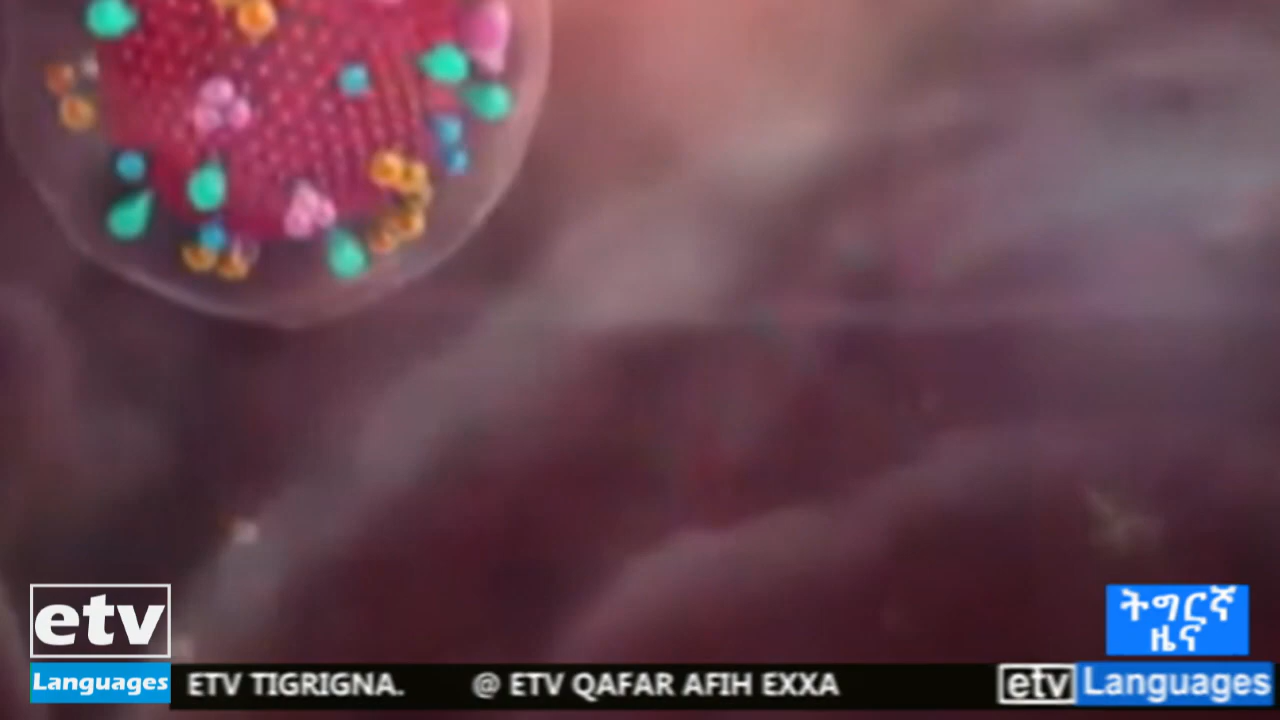 etv
Languages
ትግርኛ
ዜና
ETV TIGRIGNA. @ ETV QAFAR AFIH EXXA
etv Languages